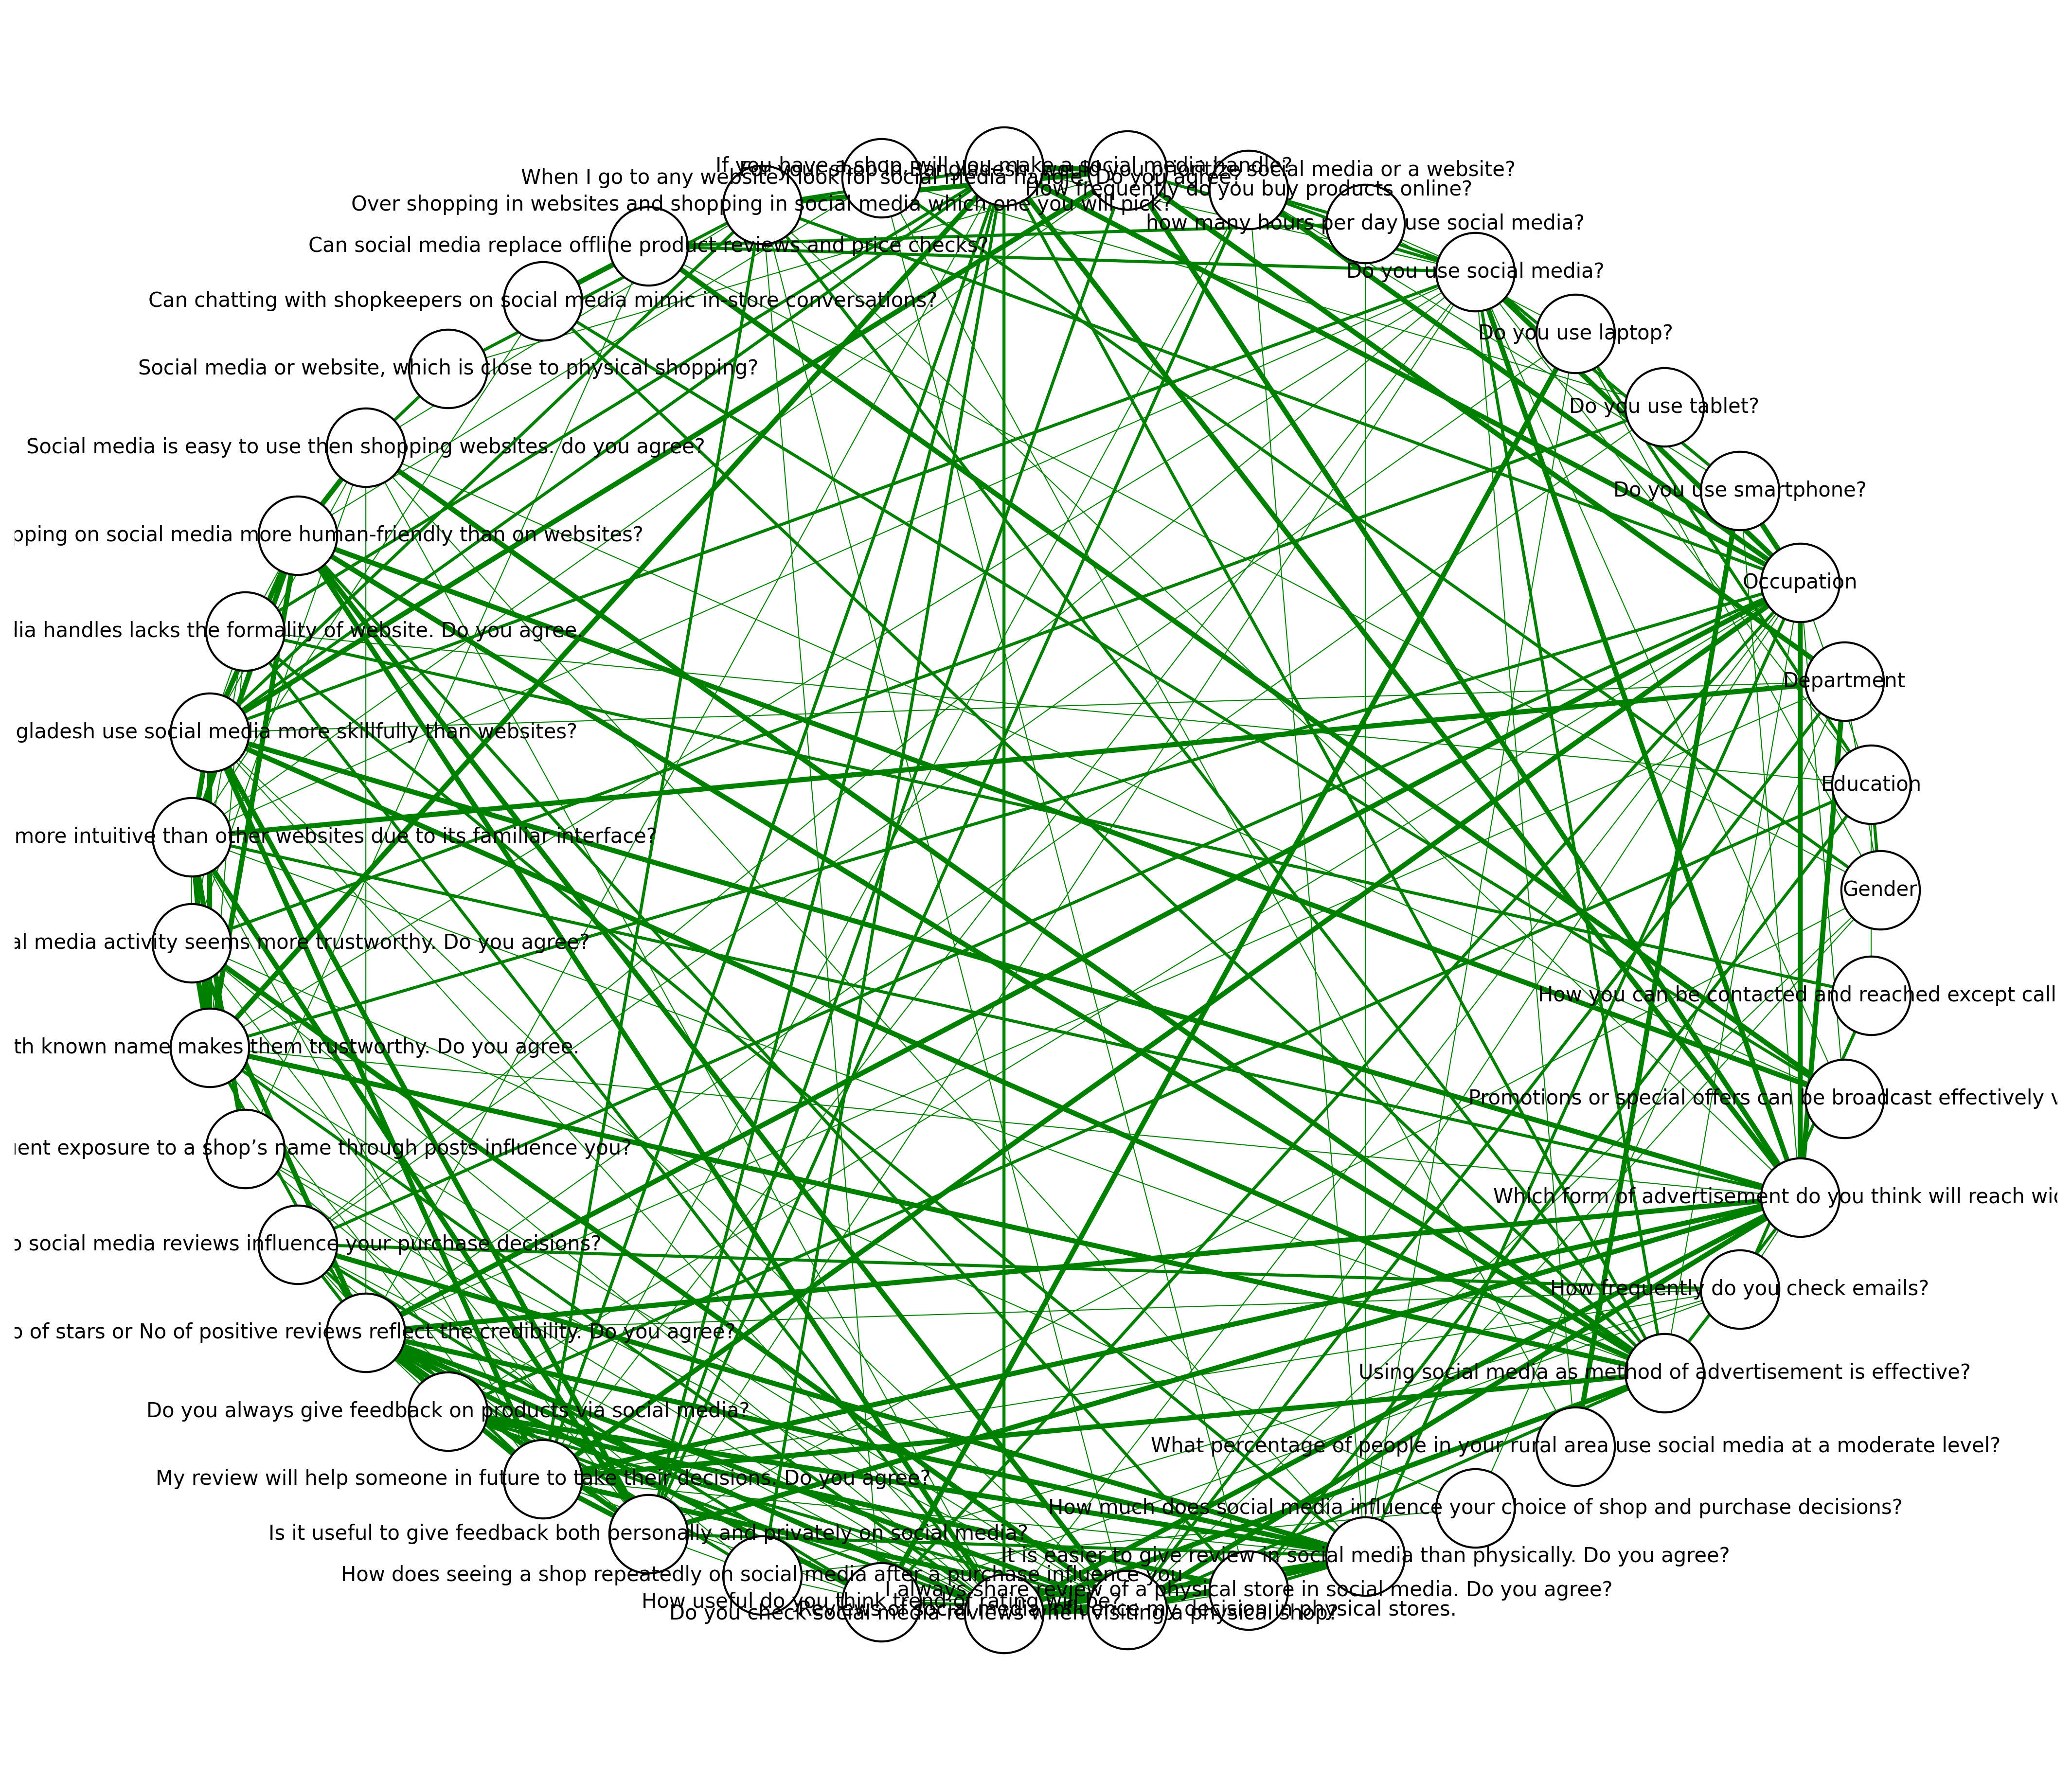 If you have a shop, will you make a social media handle?
For your shop in Bangladesh, would you prioritize social media or a website?
When I go to any website I look for social media handle. Do you agree?
How frequently do you buy products online?
Over shopping in websites and shopping in social media which one you will pick?
how many hours per day use social media?
Can social media replace offline product reviews and price checks?
Do you use social media?
Can chatting with shopkeepers on social media mimic in-store conversations?
Do you use laptop?
Social media or website, which is close to physical shopping?
Do you use tablet?
Social media is easy to use then shopping websites. do you agree?
Do you use smartphone?
pping on social media more human-friendly than on websites?
Occupation
lia handles lacks the formality of website. Do you agree.
Department
gladesh use social media more skillfully than websites?
Education
more intuitive than other websites due to its familiar interface?
Gender
al media activity seems more trustworthy. Do you agree?
How you can be contacted and reached except call
th known name makes them trustworthy. Do you agree.
Promotions or special offers can be broadcast effectively v
uent exposure to a shop’s name through posts influence you?
Which form of advertisement do you think will reach wid
o social media reviews influence your purchase decisions?
How frequently do you check emails?
o of stars or No of positive reviews reflect the credibility. Do you agree?
Using social media as method of advertisement is effective?
Do you always give feedback on products via social media?
What percentage of people in your rural area use social media at a moderate level?
My review will help someone in future to take their decisions. Do you agree?
How much does social media influence your choice of shop and purchase decisions?
Is it useful to give feedback both personally and privately on social media?
It is easier to give review in social media than physically. Do you agree?
How does seeing a shop repeatedly on social media after a purchase influence you
I always share review of a physical store in social media. Do you agree?
How useful do you think trend or rating will be?
Reviews of social media influence my decision in physical stores.
Do you check social media reviews when visiting a physical shop?